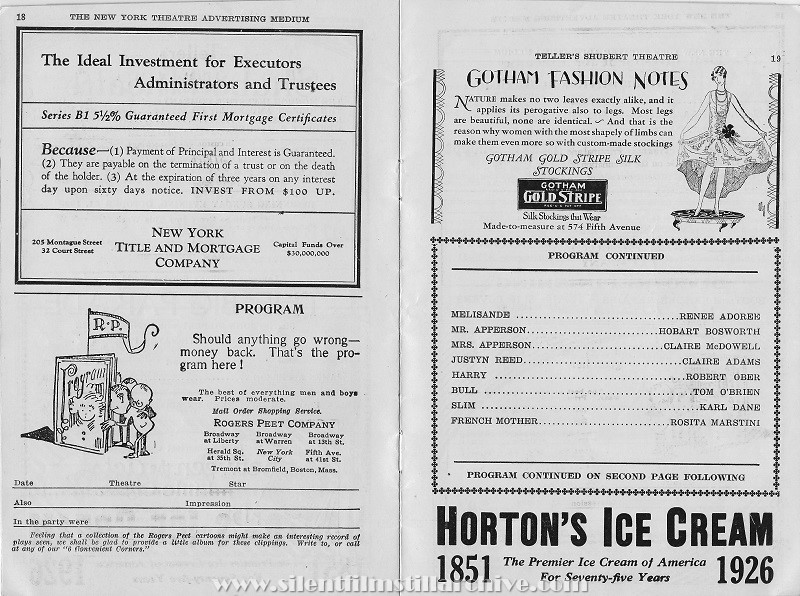 18 THE NEW YORK THEATRE ADVERTISING MEDIUM
The Ideal Investment for Executors
Administrators and Trustees
Series B1 5½% Guaranteed First Mortgage Certificates
Because—(1) Payment of Principal and Interest is Guaranteed.
(2) They are payable on the termination of a trust or on the death
of the holder. (3) At the expiration of three years on any interest
day upon sixty days notice. INVEST FROM $100 UP.
205 Montague Street
32 Court Street
NEW YORK
TITLE AND MORTGAGE
COMPANY
Capital Funds Over
$30,000,000
R.P.
Program
PROGRAM
Should anything go wrong—
money back. That's the pro-
gram here!
The best of everything men and boys
wear. Prices moderate.
Mail Order Shopping Service.
ROGERS PEET COMPANY
Broadway Broadway Broadway
at Liberty at Warren at 13th St.
Herald Sq. New York Fifth Ave.
at 35th St. City at 41st St.
Tremont at Bromfield, Boston, Mass.
Date Theatre Star
Also Impression
In the party were
Feeling that a collection of the Rogers Peet cartoons might make an interesting record of
plays seen, we shall be glad to provide a little album for these clippings. Write to, or call
at any of our "6 Convenient Corners."
TELLER'S SHUBERT THEATRE 19
GOTHAM FASHION NOTES
NATURE makes no two leaves exactly alike, and it
applies its perogative also to legs. Most legs
are beautiful, none are identical. And that is the
reason why women with the most shapely of limbs can
make them even more so with custom-made stockings
GOTHAM GOLD STRIPE SILK
STOCKINGS
GOTHAM
GOLD STRIPE
Silk Stockings that Wear
Made-to-measure at 574 Fifth Avenue
PROGRAM CONTINUED
MELISANDE ........................................RENEE ADOREE
MR. APPERSON...........................HOBART BOSWORTH
MRS. APPERSON............................CLAIRE McDOWELL
JUSTYN REED................................CLAIRE ADAMS
HARRY ........................................ROBERT OBER
BULL ...........................................TOM O'BRIEN
SLIM ............................................KARL DANE
FRENCH MOTHER...........................ROSITA MARSTINI
PROGRAM CONTINUED ON SECOND PAGE FOLLOWING
HORTON'S ICE CREAM
1851 The Premier Ice Cream of America 1926
For Seventy-five Years
www.silentfilmstillarchive.com